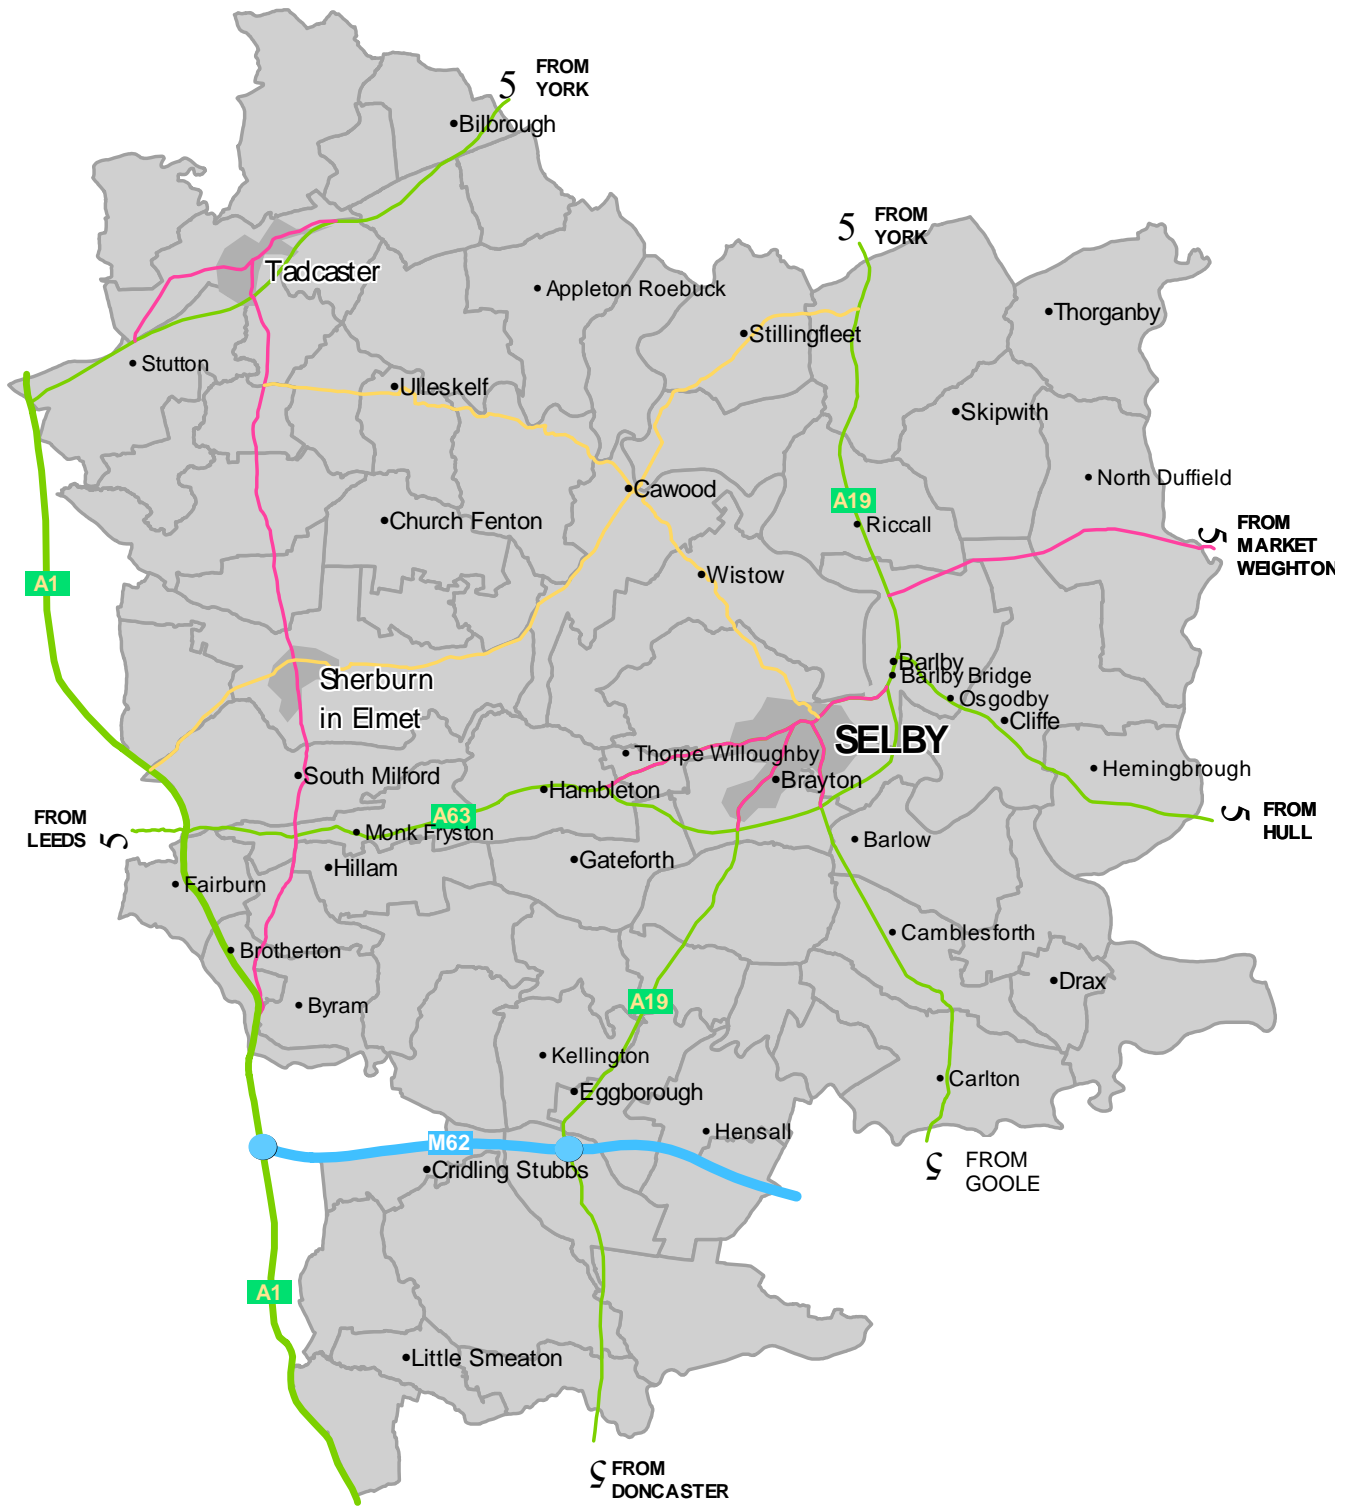 5 FROM
YORK
Bilbrough
5 FROM
YORK
Tadcaster
Appleton Roebuck
Thorganby
Stillingfleet
Stutton
Ulleskelf
Skipwith
North Duffield
Cawood
A19
Church Fenton
Riccall
5 FROM
MARKET
WEIGHTON
A1
Wistow
Barlby
Barlby Bridge
Sherburn
in Elmet
Osgodby
Cliffe
SELBY
Thorpe Willoughby
South Milford
Hemingbrough
Brayton
Hambleton
A63
FROM
LEEDS 5
5 FROM
HULL
Monk Fryston
Barlow
Gateforth
Hillam
Fairburn
Camblesforth
Brotherton
Drax
A19
Byram
Kellington
Carlton
Eggborough
Hensall
M62
Cridling Stubbs
5 FROM
GOOLE
A1
Little Smeaton
5 FROM
DONCASTER